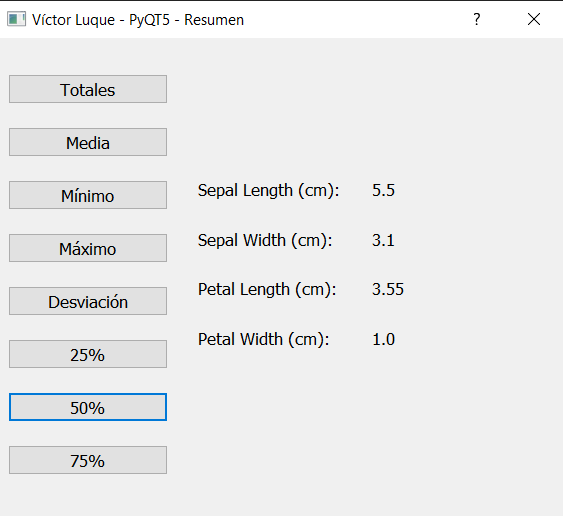 Víctor Luque - PyQT5 - Resumen
?
Totales
Media
Mínimo
Máximo
Desviación
25%
50%
75%
Sepal Length (cm): 5.5
Sepal Width (cm): 3.1
Petal Length (cm): 3.55
Petal Width (cm): 1.0